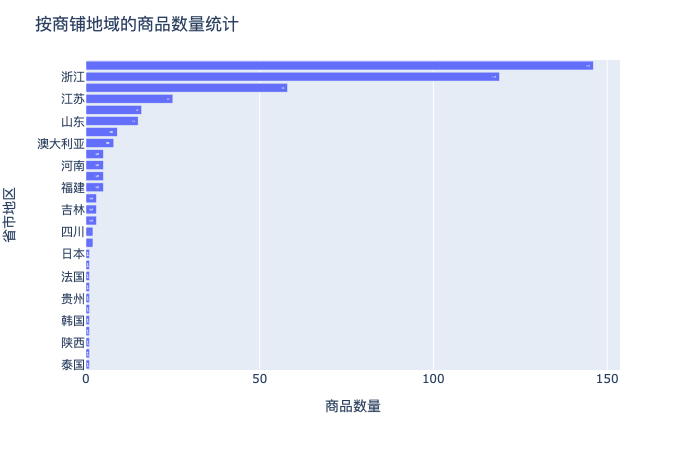 按商铺地域的商品数量统计
浙江
江苏
山东
澳大利亚
河南
福建
吉林
四川
日本
法国
贵州
韩国
陕西
泰国
0 50 100 150
商品数量
省市地区